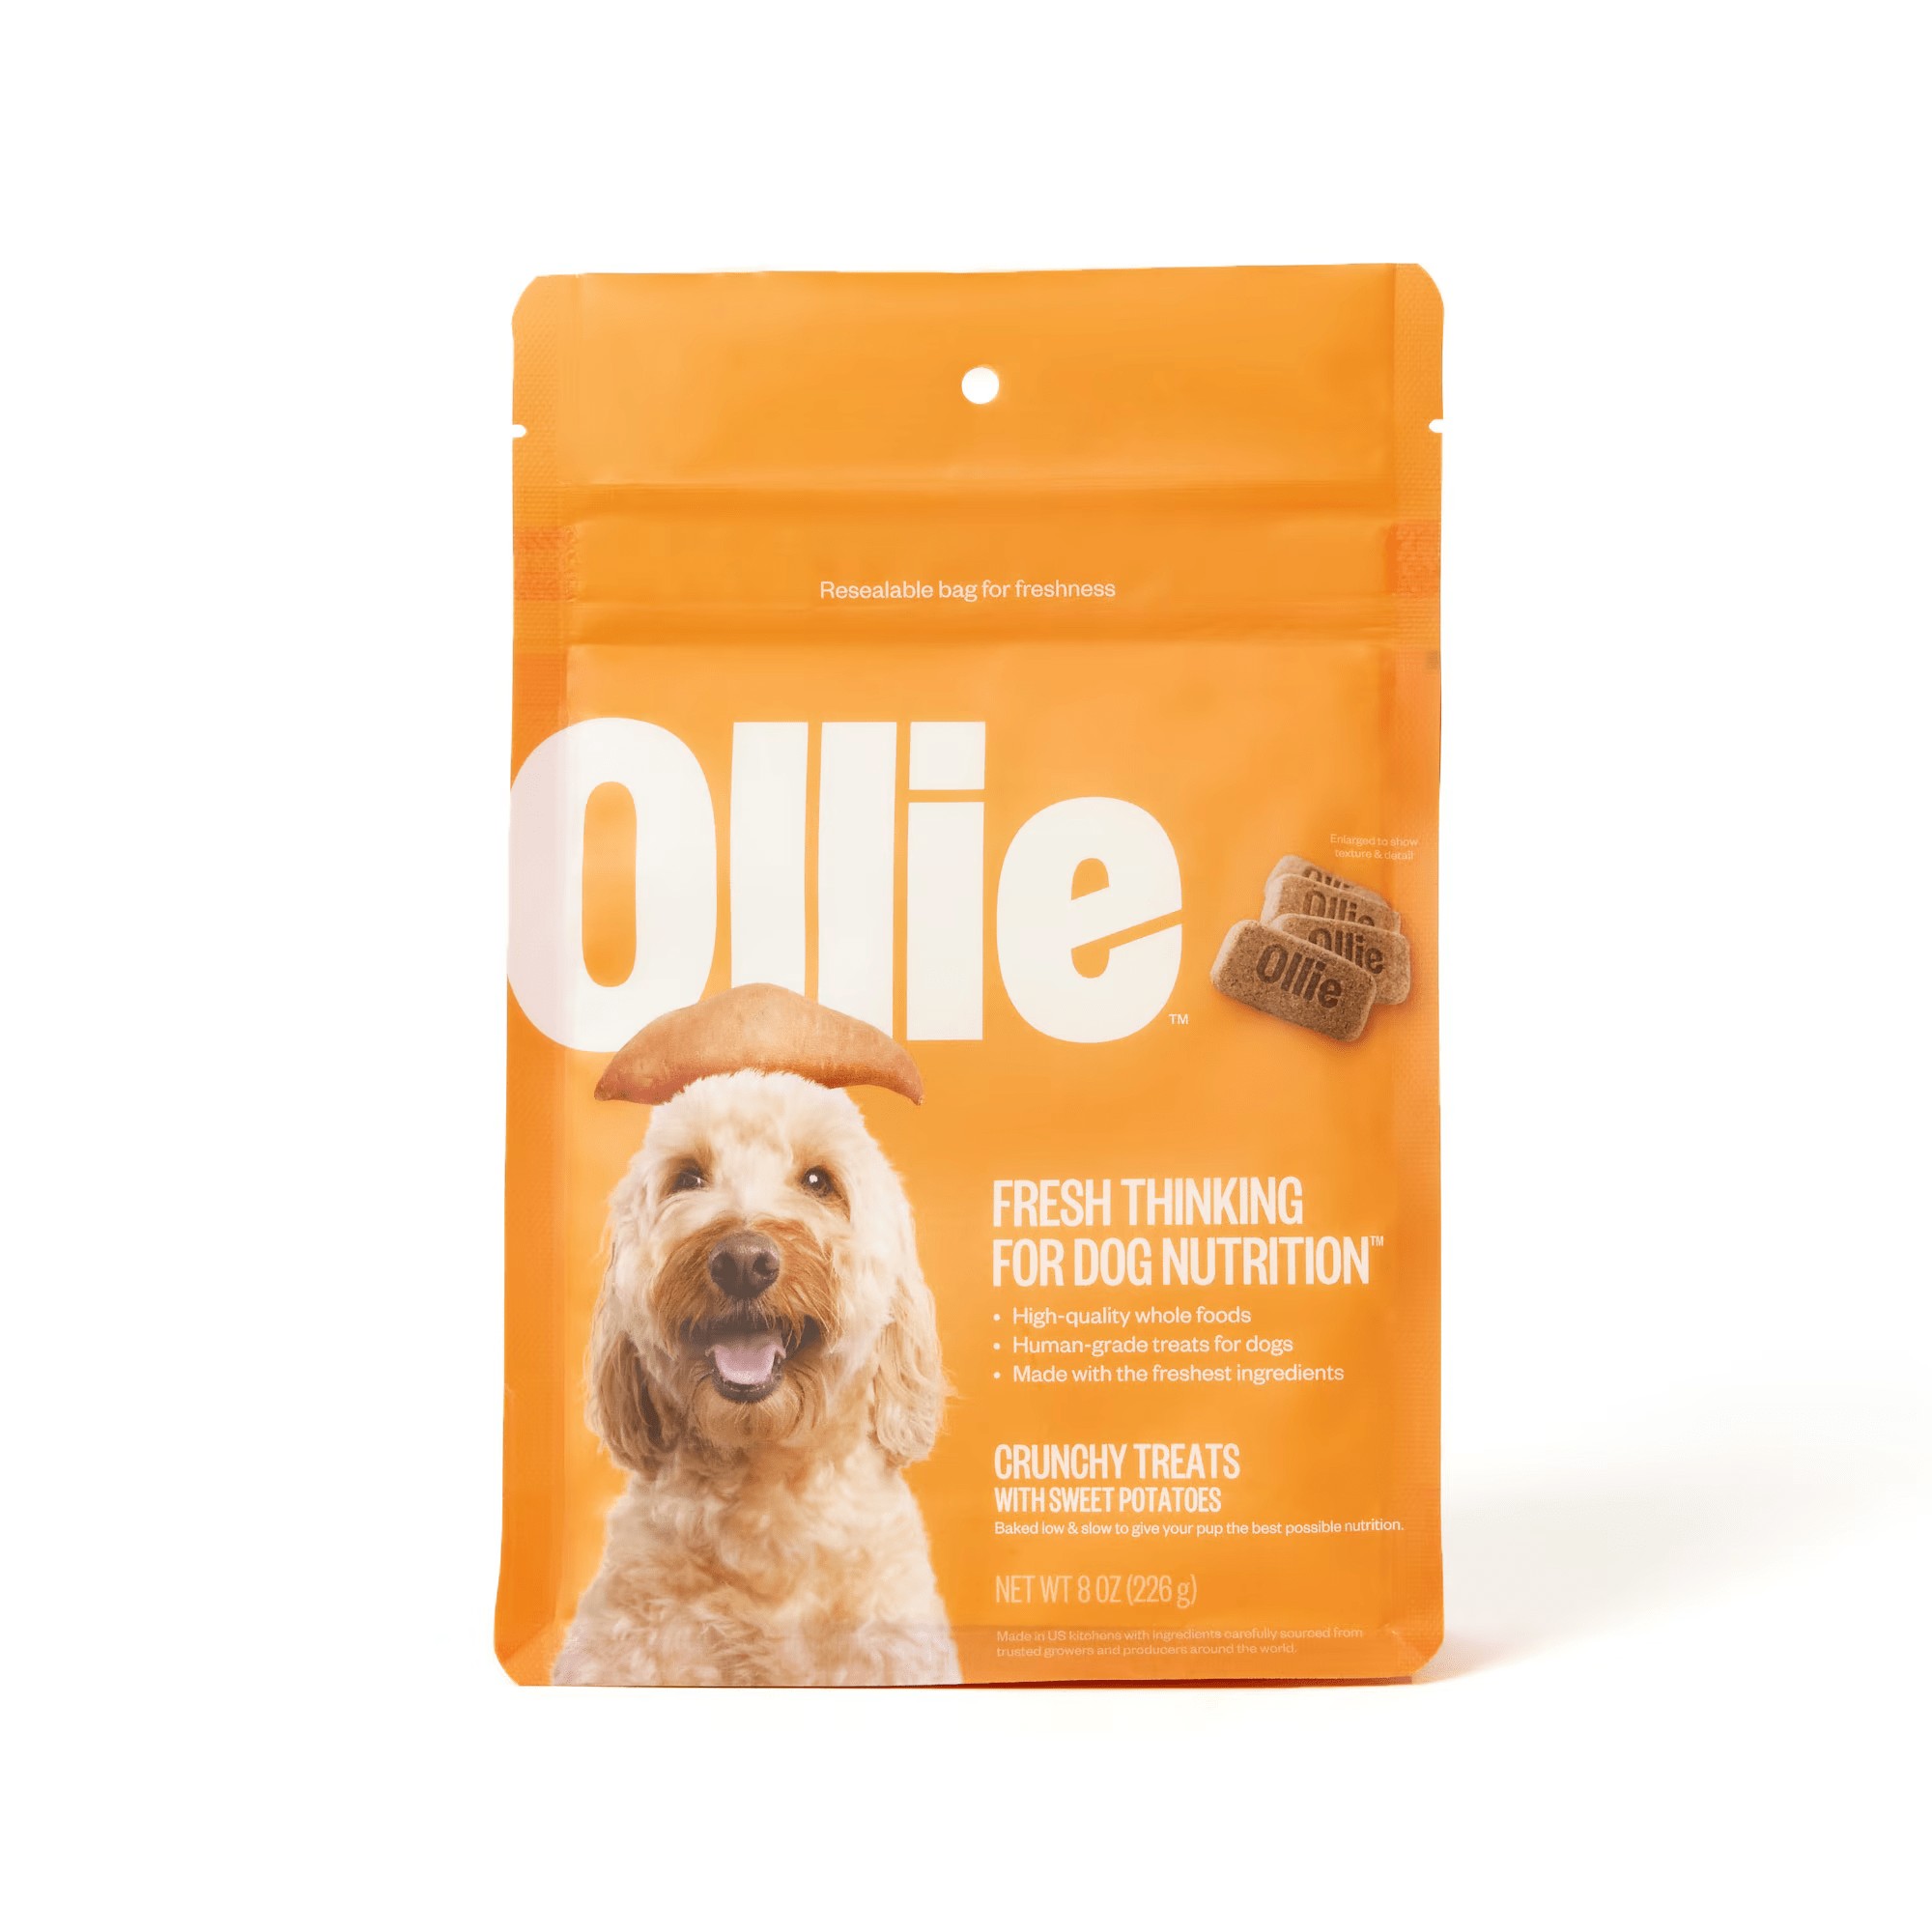 Resealable bag for freshness
Ollie™
Enlarged to show
texture & detail
Ollie
Ollie
Ollie
FRESH THINKING
FOR DOG NUTRITION™
• High-quality whole foods
• Human-grade treats for dogs
• Made with the freshest ingredients
CRUNCHY TREATS
WITH SWEET POTATOES
Baked low & slow to give your pup the best possible nutrition.
NET WT 8 OZ (226 g)
Made in US kitchens with ingredients carefully sourced from
trusted growers and producers around the world.